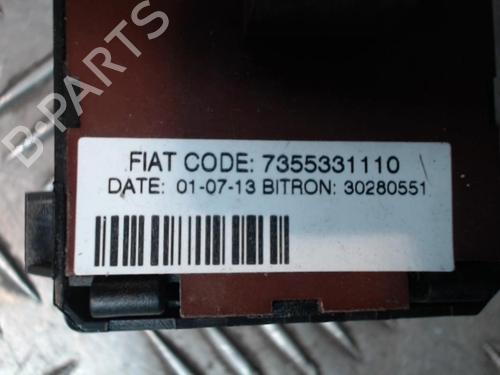 B-PARTS
FIAT CODE: 7355331110
DATE: 01-07-13 BITRON: 30280551